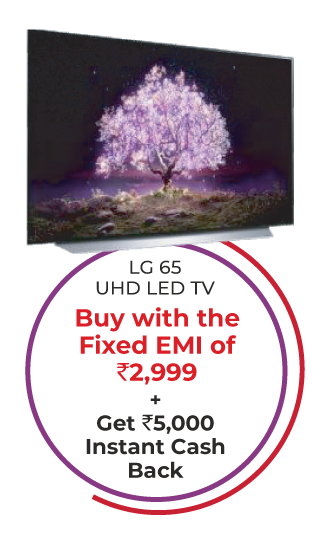 LG 65
UHD LED TV
Buy with the
Fixed EMI of
₹2,999
+
Get ₹5,000
Instant Cash
Back